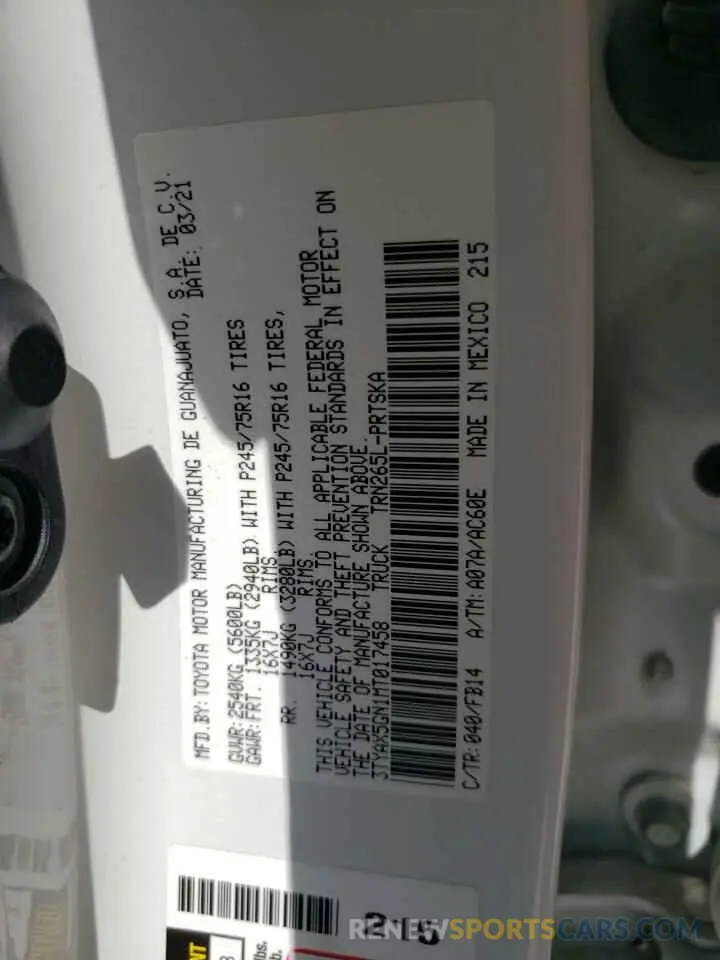 MFD.BY: TOYOTA MOTOR MANUFACTURING DE GUANAJUATO, S.A. DE C.V.
DATE: 03/21
GVWR: 2540KG (5600LB)
GAWR: FRT. 1335KG (2940LB) WITH P245/75R16 TIRES
16X7J RIMS
RR. 1490KG (3280LB) WITH P245/75R16 TIRES,
16X7J RIMS
THIS VEHICLE CONFORMS TO ALL APPLICABLE FEDERAL MOTOR
VEHICLE SAFETY AND THEFT PREVENTION STANDARDS IN EFFECT ON
THE DATE OF MANUFACTURE SHOWN ABOVE.
3TYAX5GN1MT017458 TRUCK TRN265L-PRTSKA
C/TR: 040/FB14 A/TM: A07A/AC60E MADE IN MEXICO 215
215
lbs.
RENEWSPORTSCARS.COM